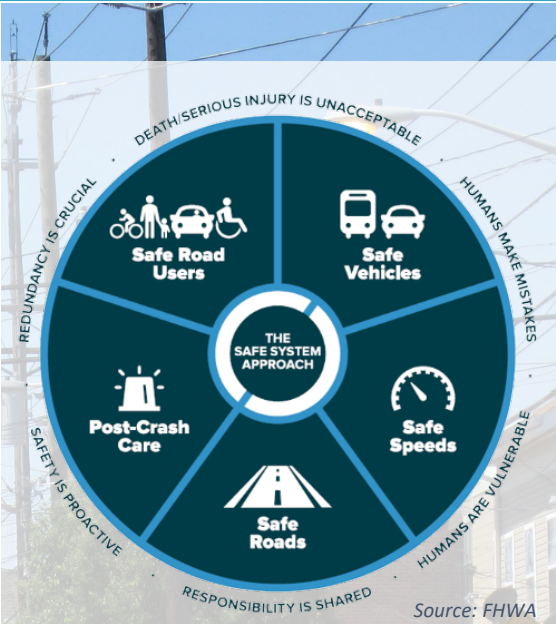 DEATH/SERIOUS INJURY IS UNACCEPTABLE
HUMANS MAKE MISTAKES
HUMANS ARE VULNERABLE
RESPONSIBILITY IS SHARED
SAFETY IS PROACTIVE
REDUNDANCY IS CRUCIAL
Safe Road
Users
Safe
Vehicles
THE
SAFE SYSTEM
APPROACH
Post-Crash
Care
Safe
Speeds
Safe
Roads
Source: FHWA